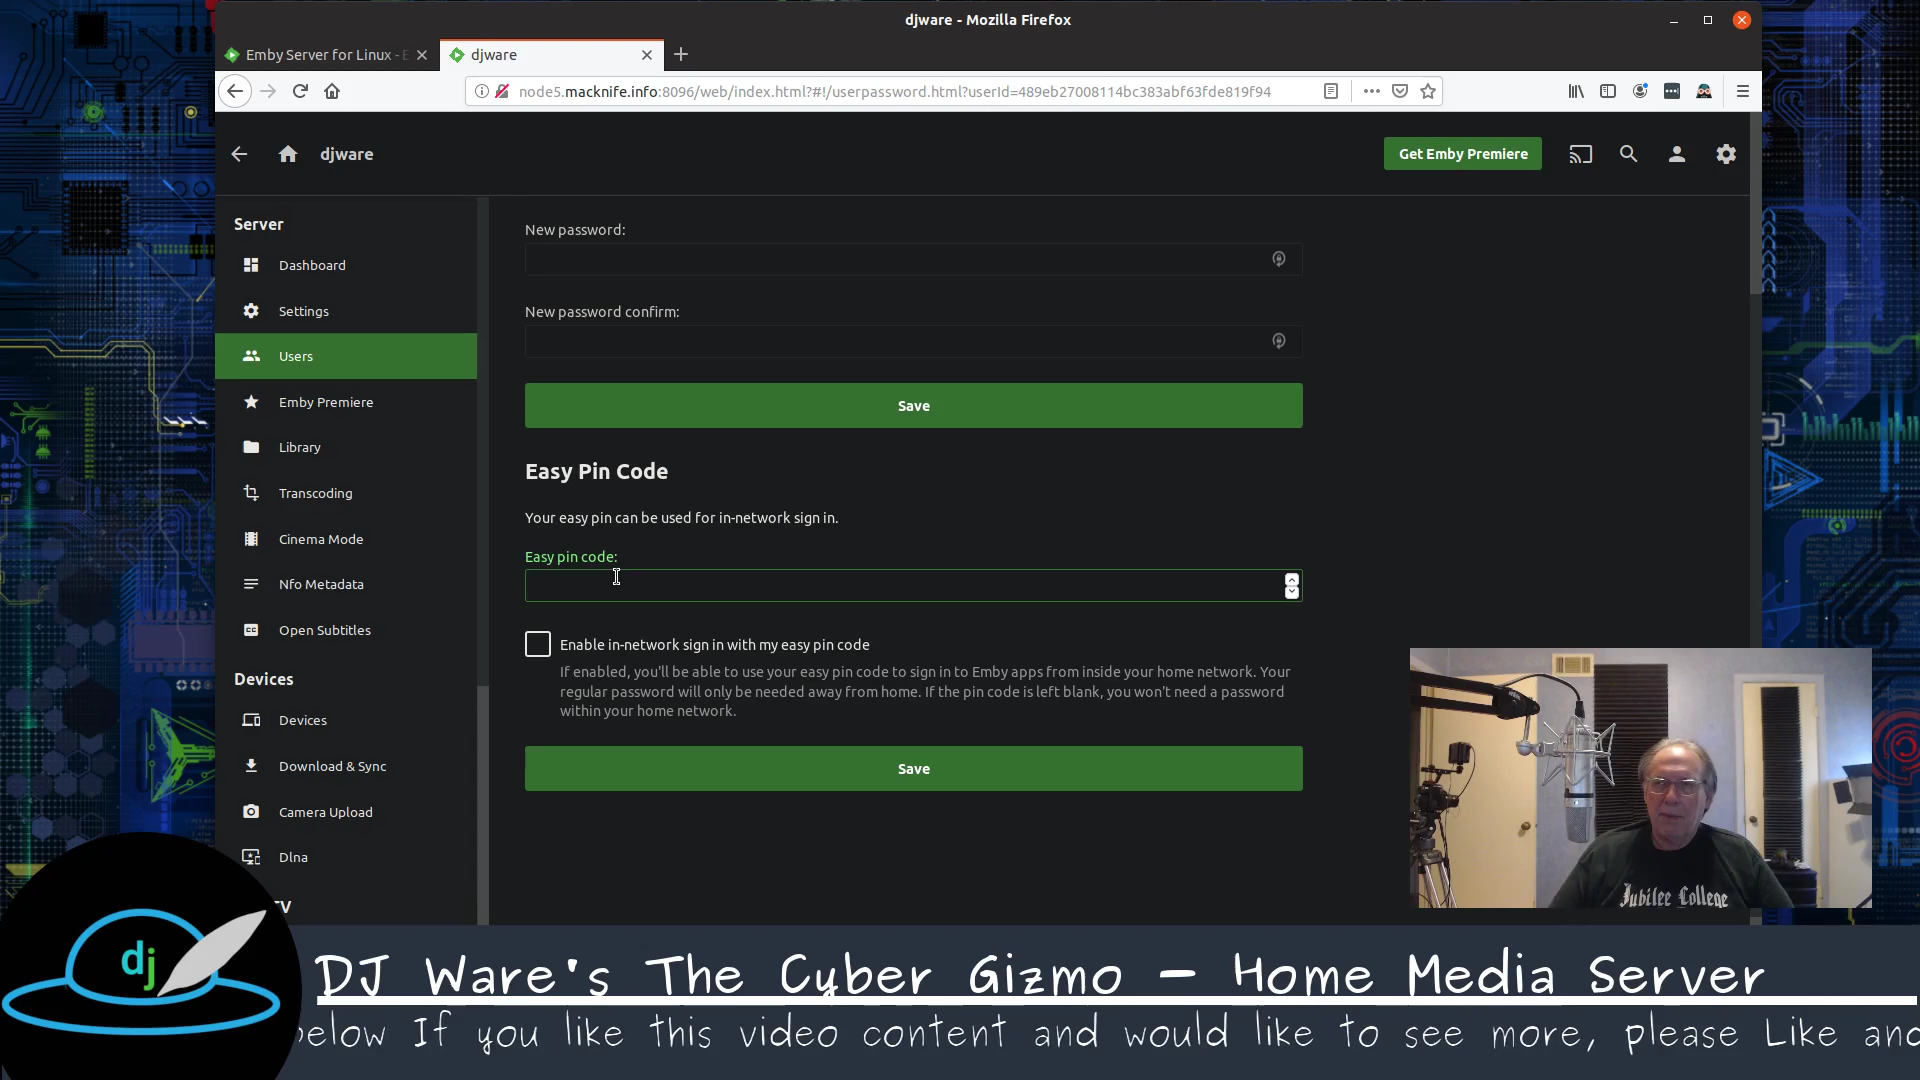 djware - Mozilla Firefox
Emby Server for Linux - E
djware
node5.macknife.info:8096/web/index.html?#!/userpassword.html?userId=489eb27008114bc383abf63fde819f94
djware
Get Emby Premiere
Server
Dashboard
Settings
Users
Emby Premiere
Library
Transcoding
Cinema Mode
Nfo Metadata
Open Subtitles
Devices
Devices
Download & Sync
Camera Upload
Dlna
TV
New password:
New password confirm:
Save
Easy Pin Code
Your easy pin can be used for in-network sign in.
Easy pin code:
Enable in-network sign in with my easy pin code
If enabled, you'll be able to use your easy pin code to sign in to Emby apps from inside your home network. Your
regular password will only be needed away from home. If the pin code is left blank, you won't need a password
within your home network.
Save
Jubilee College
dj
DJ Ware's The Cyber Gizmo – Home Media Server
below If you like this video content and would like to see more, please Like and